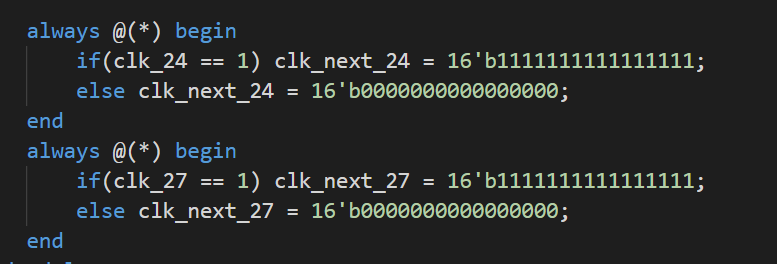 always @(*) begin
    if(clk_24 == 1) clk_next_24 = 16'b1111111111111111;
    else clk_next_24 = 16'b0000000000000000;
end
always @(*) begin
    if(clk_27 == 1) clk_next_27 = 16'b1111111111111111;
    else clk_next_27 = 16'b0000000000000000;
end